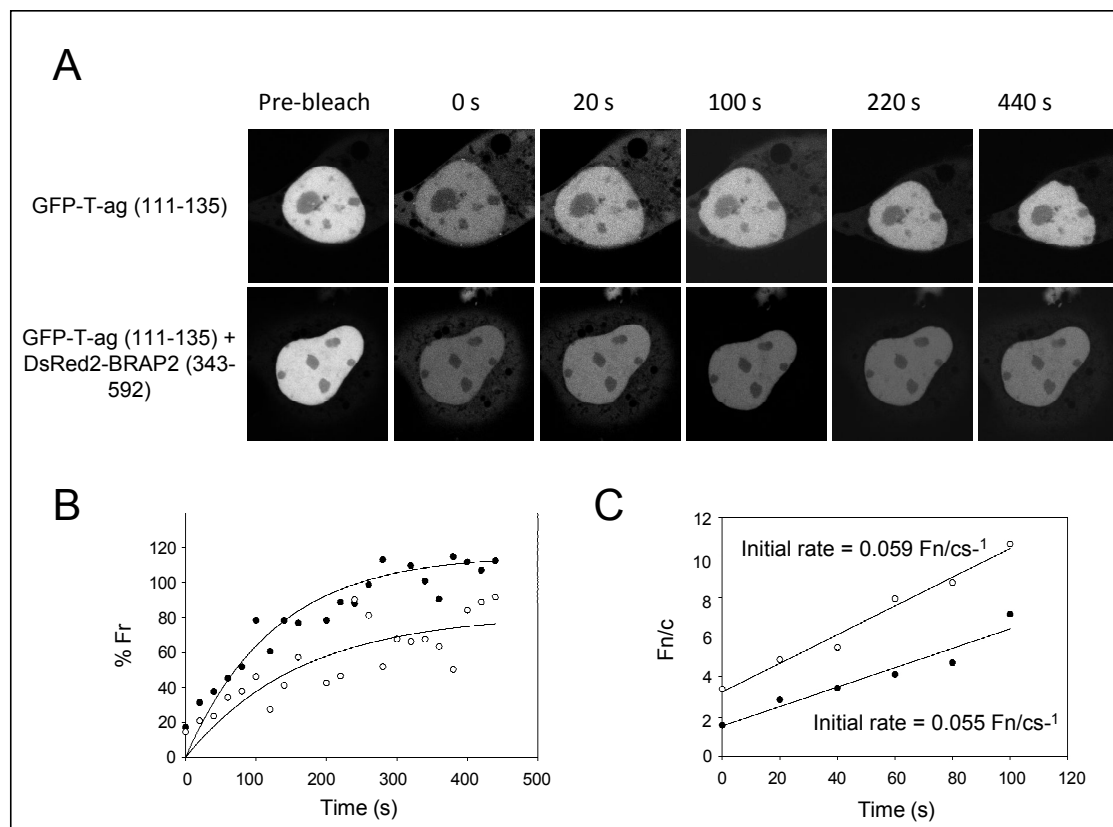 A
Pre-bleach 0 s 20 s 100 s 220 s 440 s
GFP-T-ag (111-135)
GFP-T-ag (111-135) +
DsRed2-BRAP2 (343-
592)
B
% Fr
120
100
80
60
40
20
0
0 100 200 300 400 500
Time (s)
C
Fn/c
12
10
8
6
4
2
0
Initial rate = 0.059 Fn/cs-1
Initial rate = 0.055 Fn/cs-1
0 20 40 60 80 100 120
Time (s)